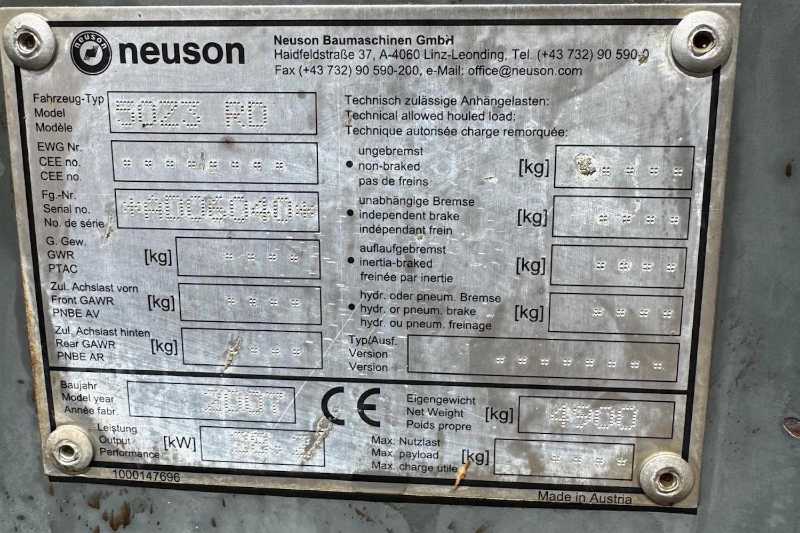 neuson
neuson
Neuson Baumaschinen GmbH
Haidfeldstraße 37, A-4060 Linz-Leonding, Tel. (+43 732) 90 590-0
Fax (+43 732) 90 590-200, e-Mail: office@neuson.com
Fahrzeug-Typ
Model
Modèle
50Z3 RD
EWG Nr.
CEE no.
CEE no.
Fg.-Nr.
Serial no.
No. de série
*AD06040*
G. Gew.
GWR
PTAC
[kg]
Zul. Achslast vorn
Front GAWR
PNBE AV
[kg]
Zul. Achslast hinten
Rear GAWR
PNBE AR
[kg]
Technisch zulässige Anhängelasten:
Technical allowed houled load:
Technique autorisée charge remorquée:
ungebremst
• non-braked [kg]
pas de freins
unabhängige Bremse
• independent brake [kg]
indépendant frein
auflaufgebremst
• inertia-braked [kg]
freinée par inertie
hydr. oder pneum. Bremse
• hydr. or pneum. brake [kg]
hydr. ou pneum. freinage
Typ/Ausf.
Version
Version
Baujahr
Model year
Année fabr.
2007
CE
Leistung
Output
Performance
[kW]
Eigengewicht
Net Weight
Poids propre
[kg]
4900
Max. Nutzlast
Max. payload
Max. charge utile
[kg]
1000147696
Made in Austria